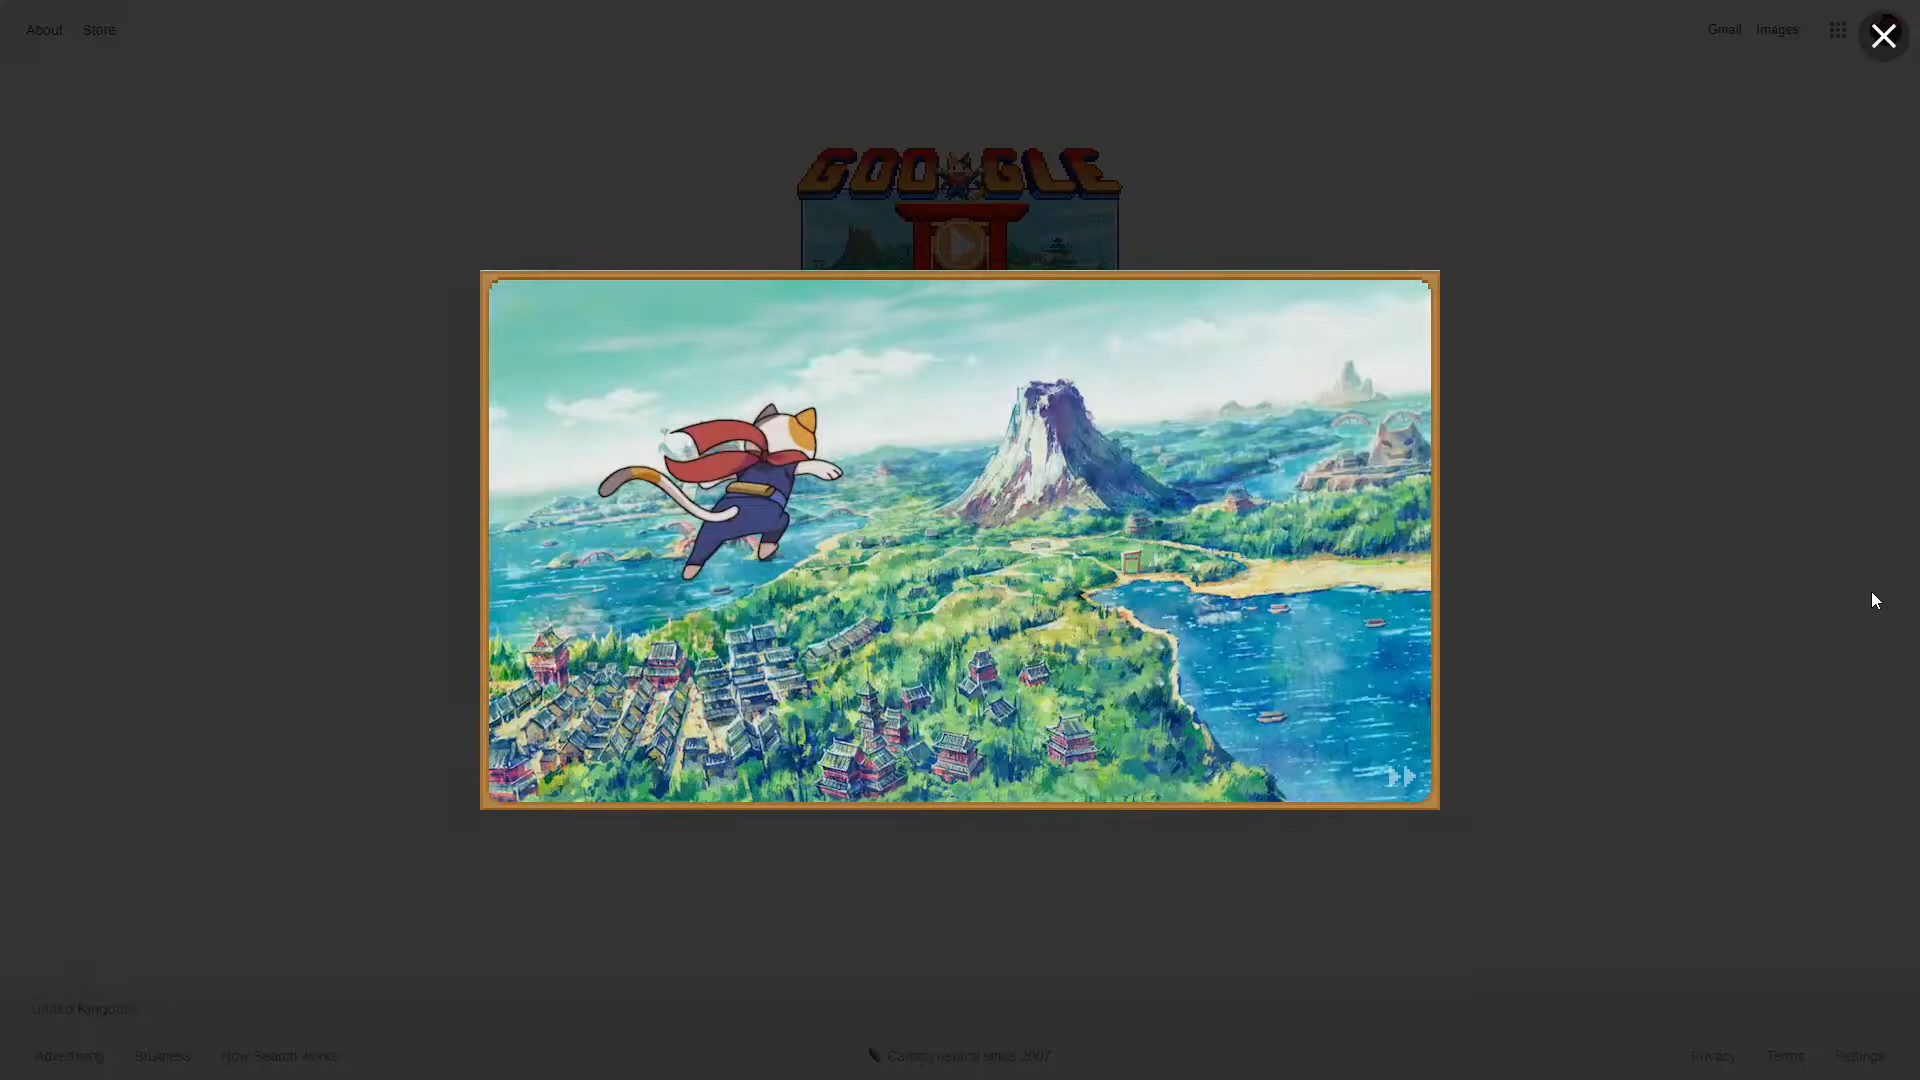 About Store
Gmail Images
GOOGLE
United Kingdom
Advertising Business How Search works
Carbon neutral since 2007
Privacy Terms Settings